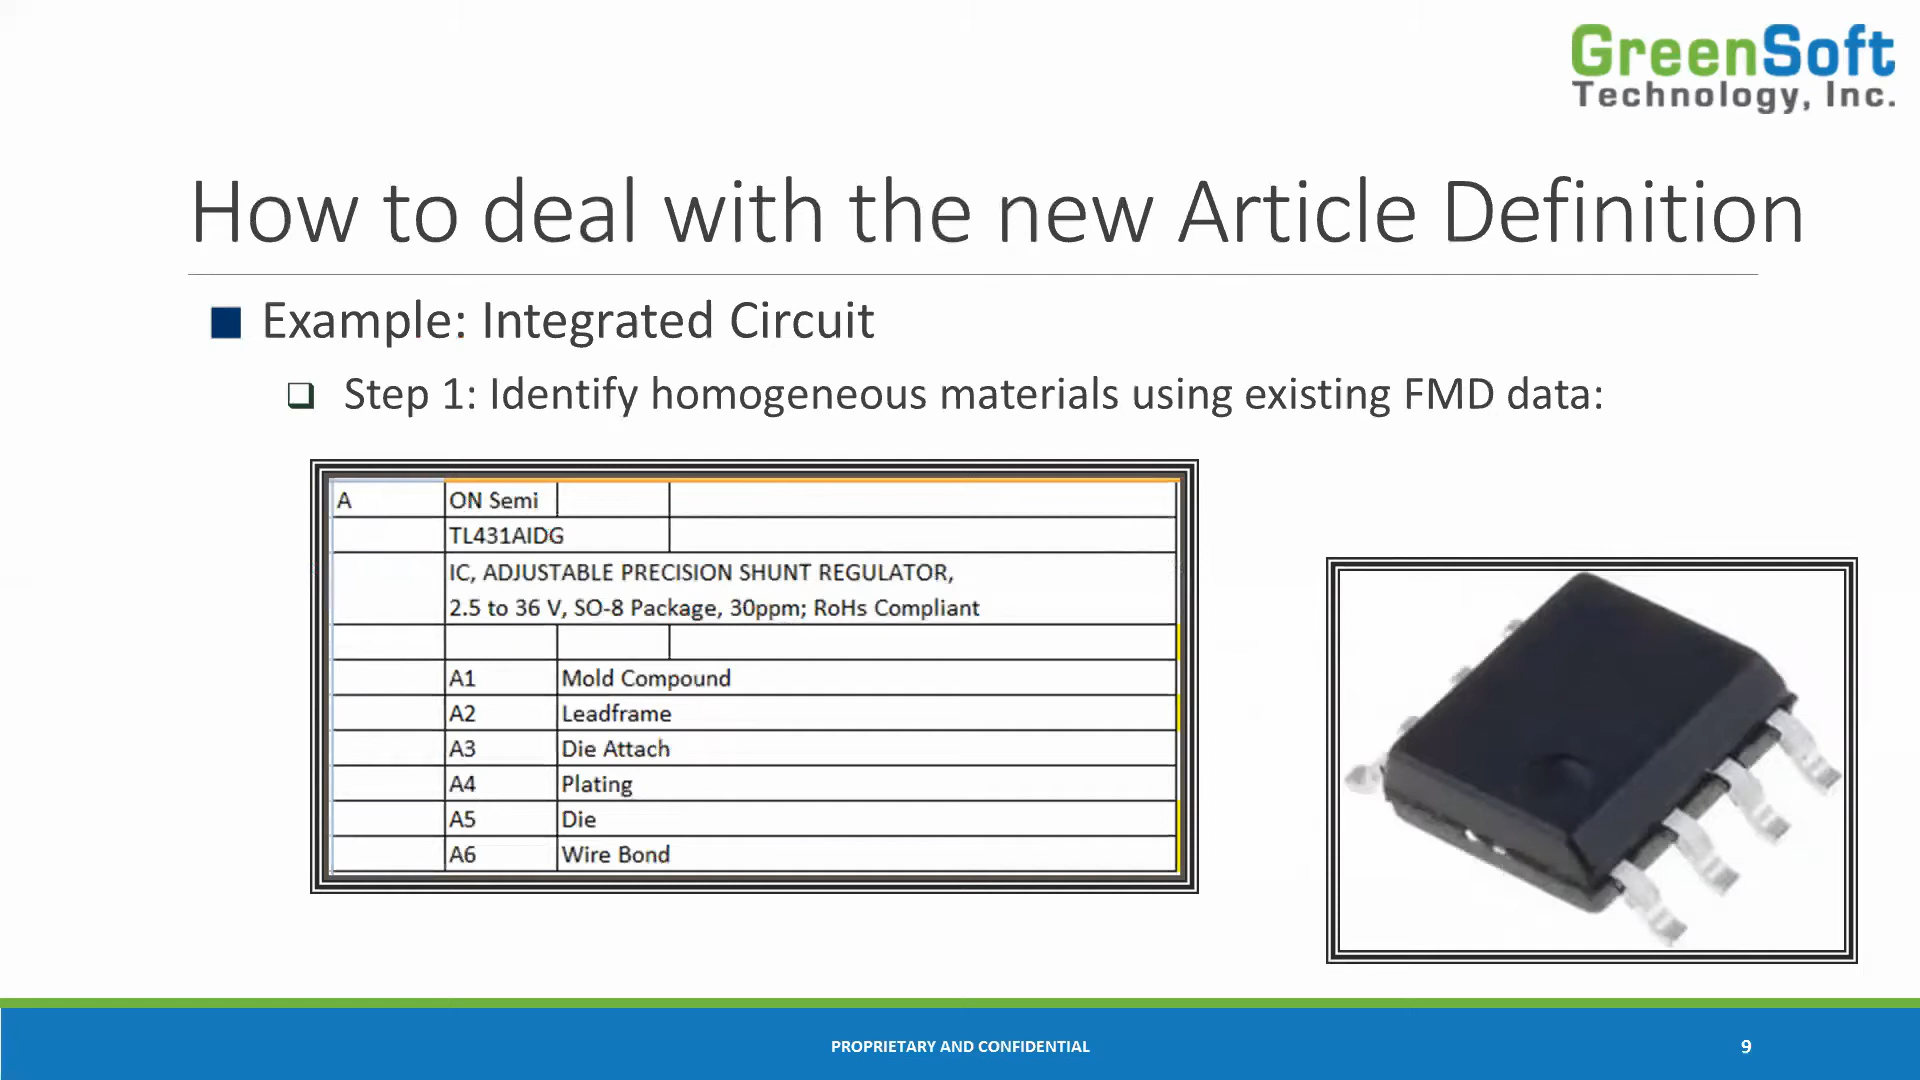 GreenSoft
Technology, Inc.
How to deal with the new Article Definition
Example: Integrated Circuit
Step 1: Identify homogeneous materials using existing FMD data:
A ON Semi
TL431AIDG
IC, ADJUSTABLE PRECISION SHUNT REGULATOR,
2.5 to 36 V, SO-8 Package, 30ppm; RoHs Compliant
A1 Mold Compound
A2 Leadframe
A3 Die Attach
A4 Plating
A5 Die
A6 Wire Bond
PROPRIETARY AND CONFIDENTIAL
9